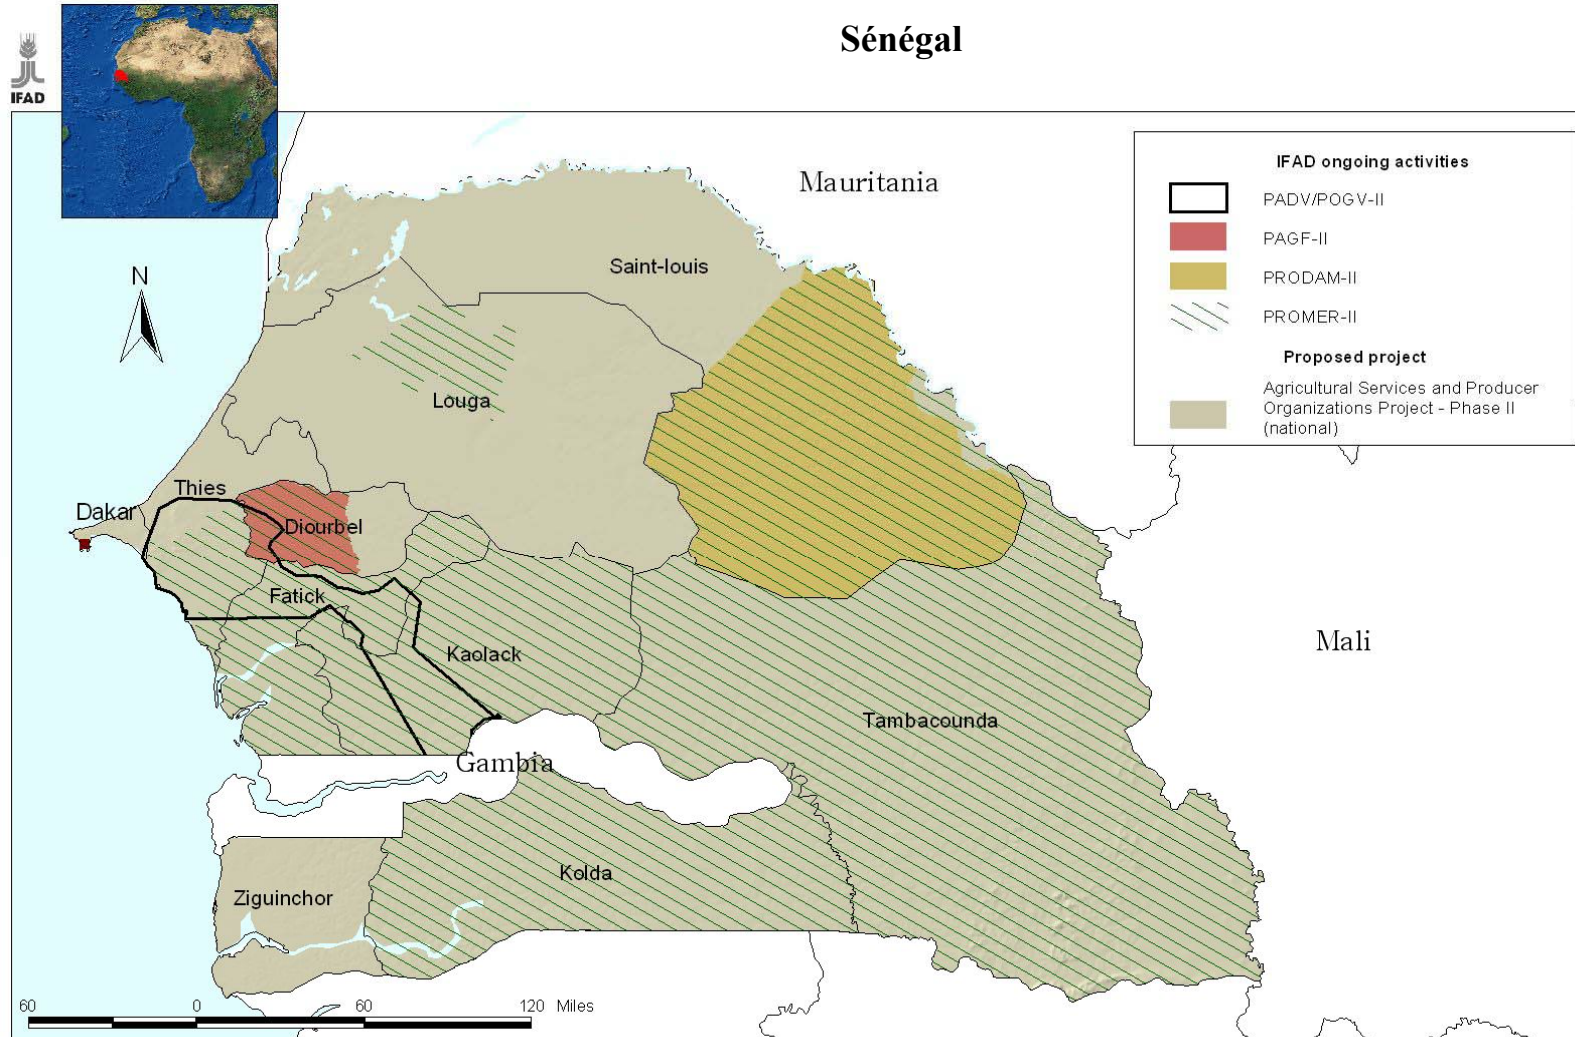 Sénégal
IFAD
Mauritania
IFAD ongoing activities
PADV/POGV-II
PAGF-II
PRODAM-II
PROMER-II
Proposed project
Agricultural Services and Producer
Organizations Project - Phase II
(national)
N
Saint-louis
Louga
Thies
Dakar
Diourbel
Fatick
Kaolack
Mali
Tambacounda
Gambia
Kolda
Ziguinchor
60 0 60 120 Miles